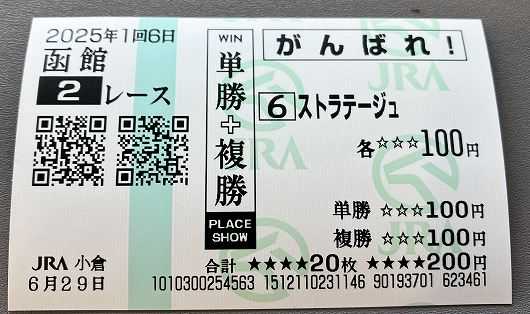 2025年1回6日
函館
2レース
WIN
単勝+複勝
PLACE
SHOW
がんばれ!
6 ストラテージュ
各☆☆☆100円
単勝 ☆☆☆100円
複勝 ☆☆☆100円
JRA 小倉
6月29日
合計 ★★★★20枚 ★★★★200円
1010300254563 1512110231146 90193701 623461
JRA
JRA
JRA